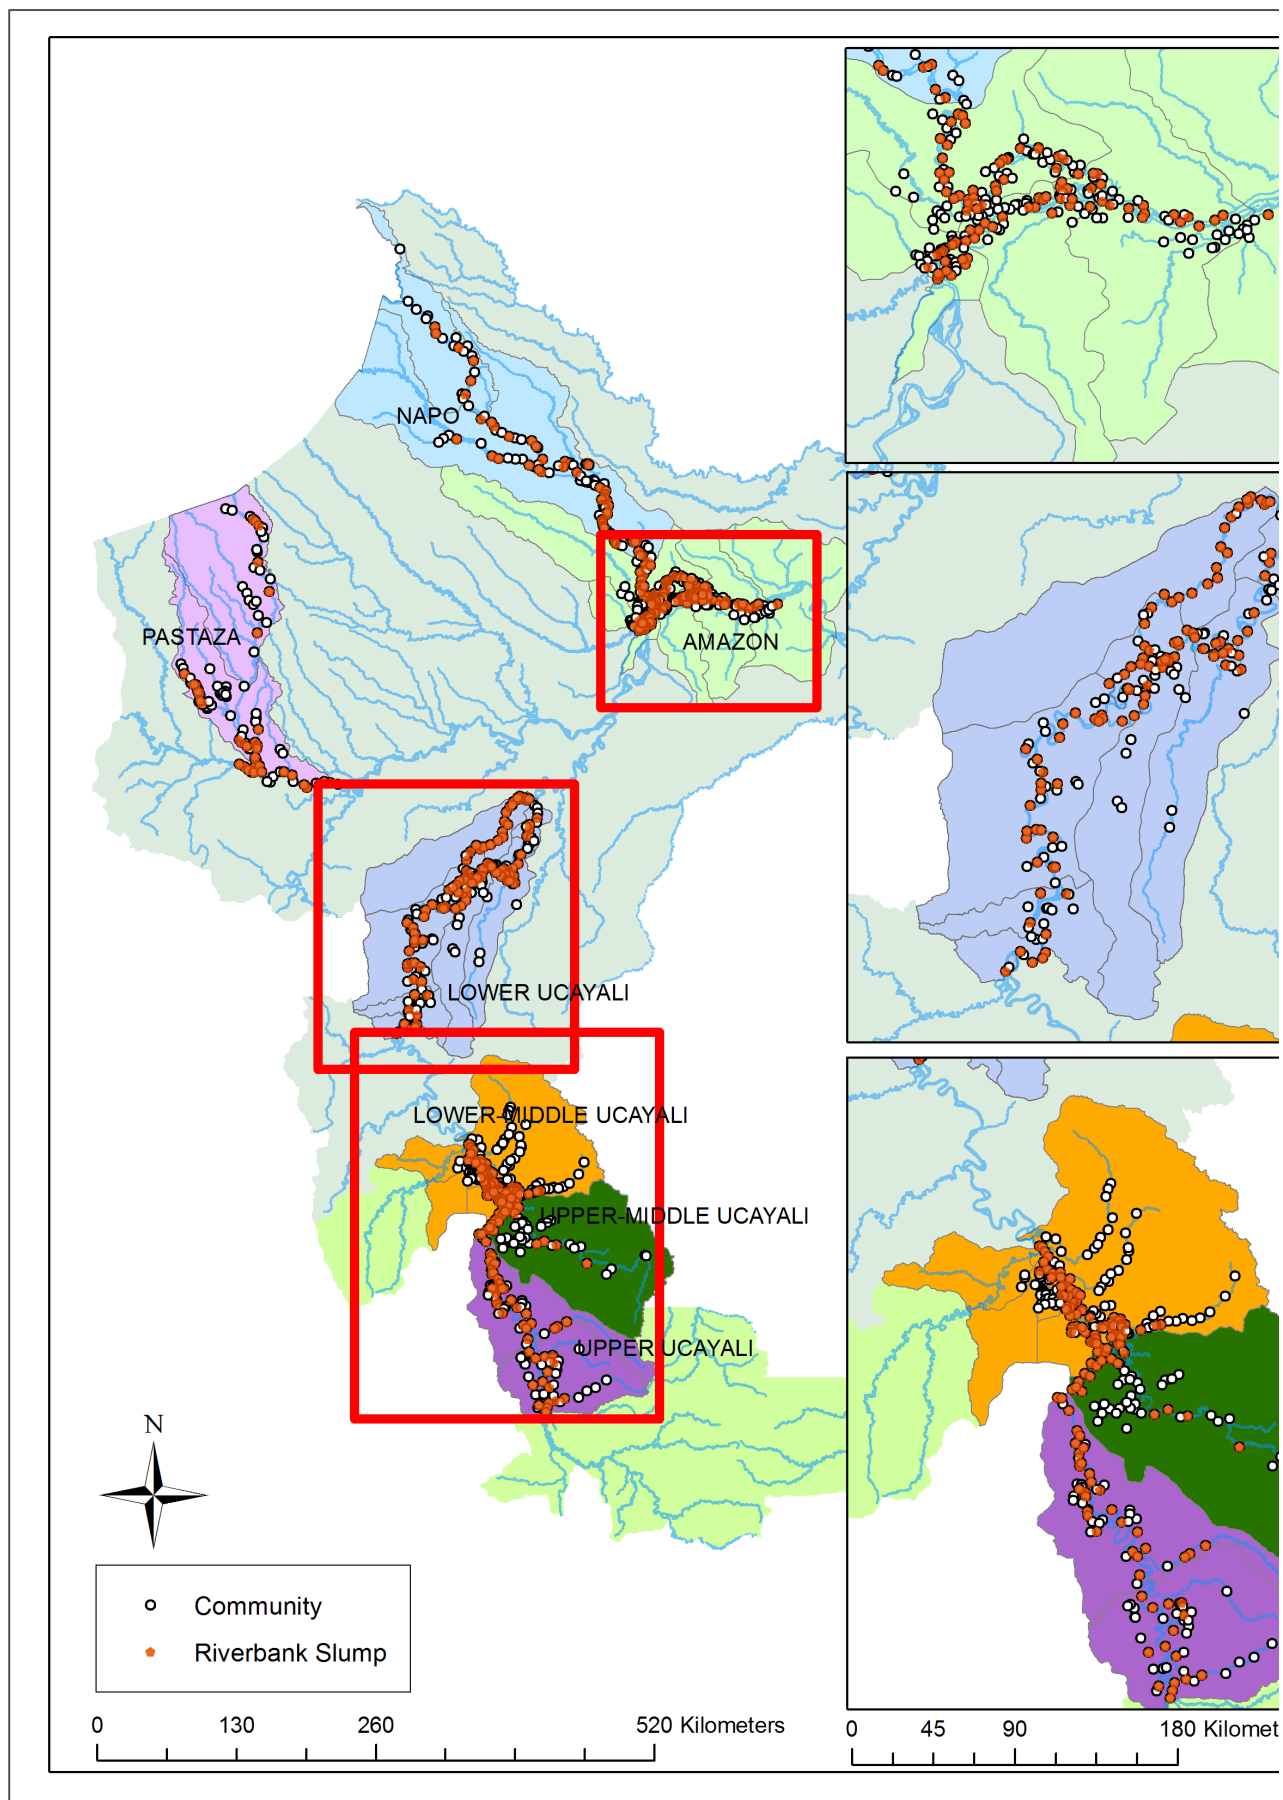 NAPO
PASTAZA
AMAZON
LOWER UCAYALI
LOWER-MIDDLE UCAYALI
UPPER-MIDDLE UCAYALI
UPPER UCAYALI
N
Community
Riverbank Slump
0 130 260 520 Kilometers
0 45 90 180 Kilomet